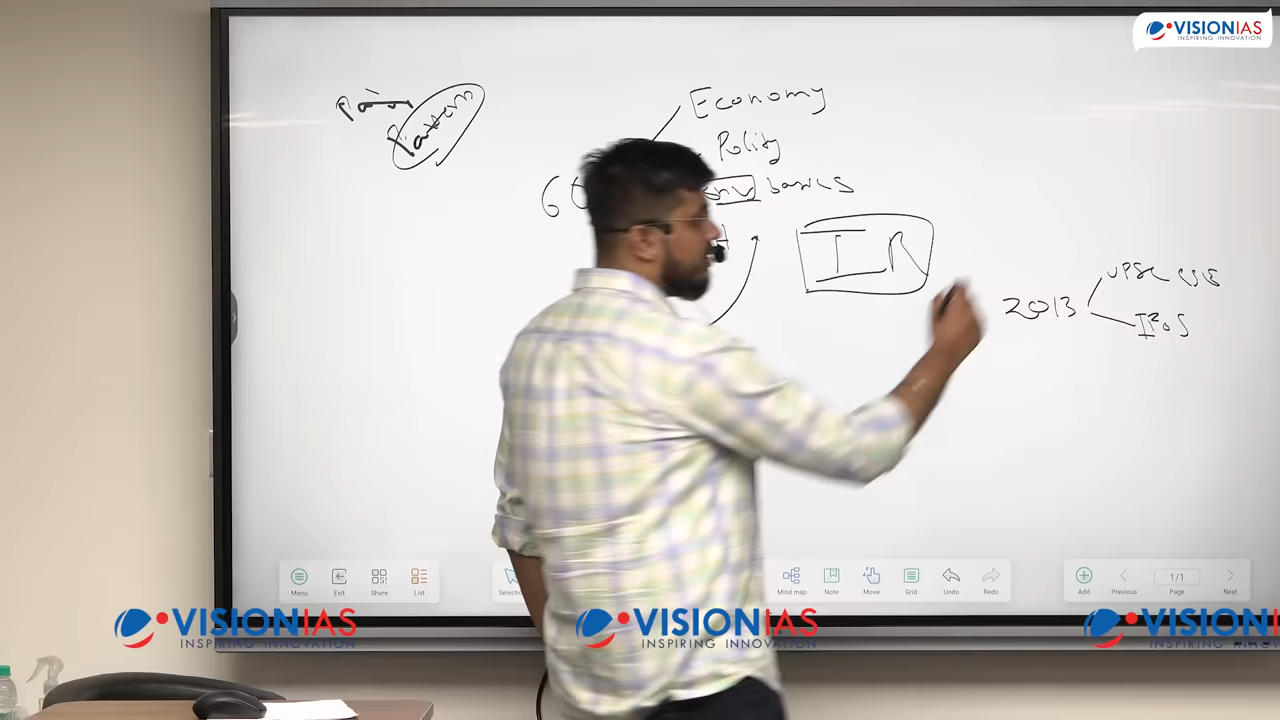 VISIONIAS
INSPIRING INNOVATION
Pattern
Economy
Polity
basics
IR
2013
UPSC CSE
IFoS
Menu
Exit
Share
List
Mind map
Note
Move
Grid
Undo
Redo
Add
Previous
1/1
Page
Next
VISIONIAS
INSPIRING INNOVATION
VISIONIAS
INSPIRING INNOVATION